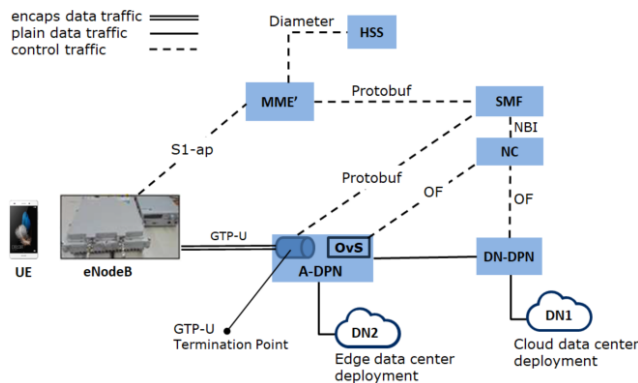 encaps data traffic
plain data traffic
control traffic
Diameter
HSS
MME'
Protobuf
SMF
NBI
NC
S1-ap
Protobuf
OF
OF
GTP-U
OvS
A-DPN
DN-DPN
UE
eNodeB
GTP-U
Termination Point
DN2
Edge data center
deployment
DN1
Cloud data center
deployment